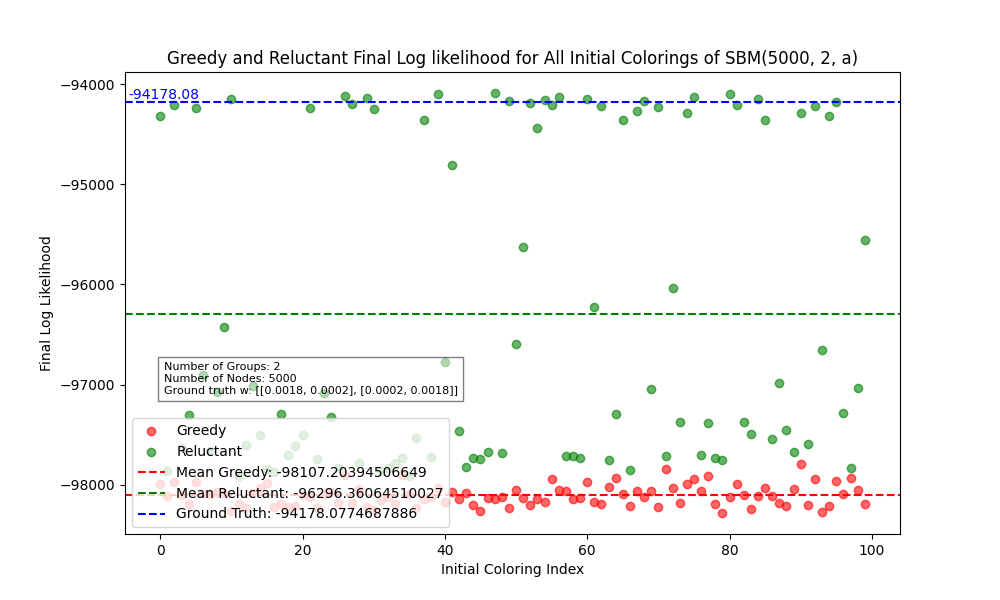 Greedy and Reluctant Final Log likelihood for All Initial Colorings of SBM(5000, 2, a)
Final Log Likelihood
−94000
−95000
−96000
−97000
−98000
-94178.08
Number of Groups: 2
Number of Nodes: 5000
Ground truth w: [[0.0018, 0.0002], [0.0002, 0.0018]]
Greedy
Reluctant
Mean Greedy: -98107.20394506649
Mean Reluctant: -96296.36064510027
Ground Truth: -94178.0774687886
0 20 40 60 80 100
Initial Coloring Index